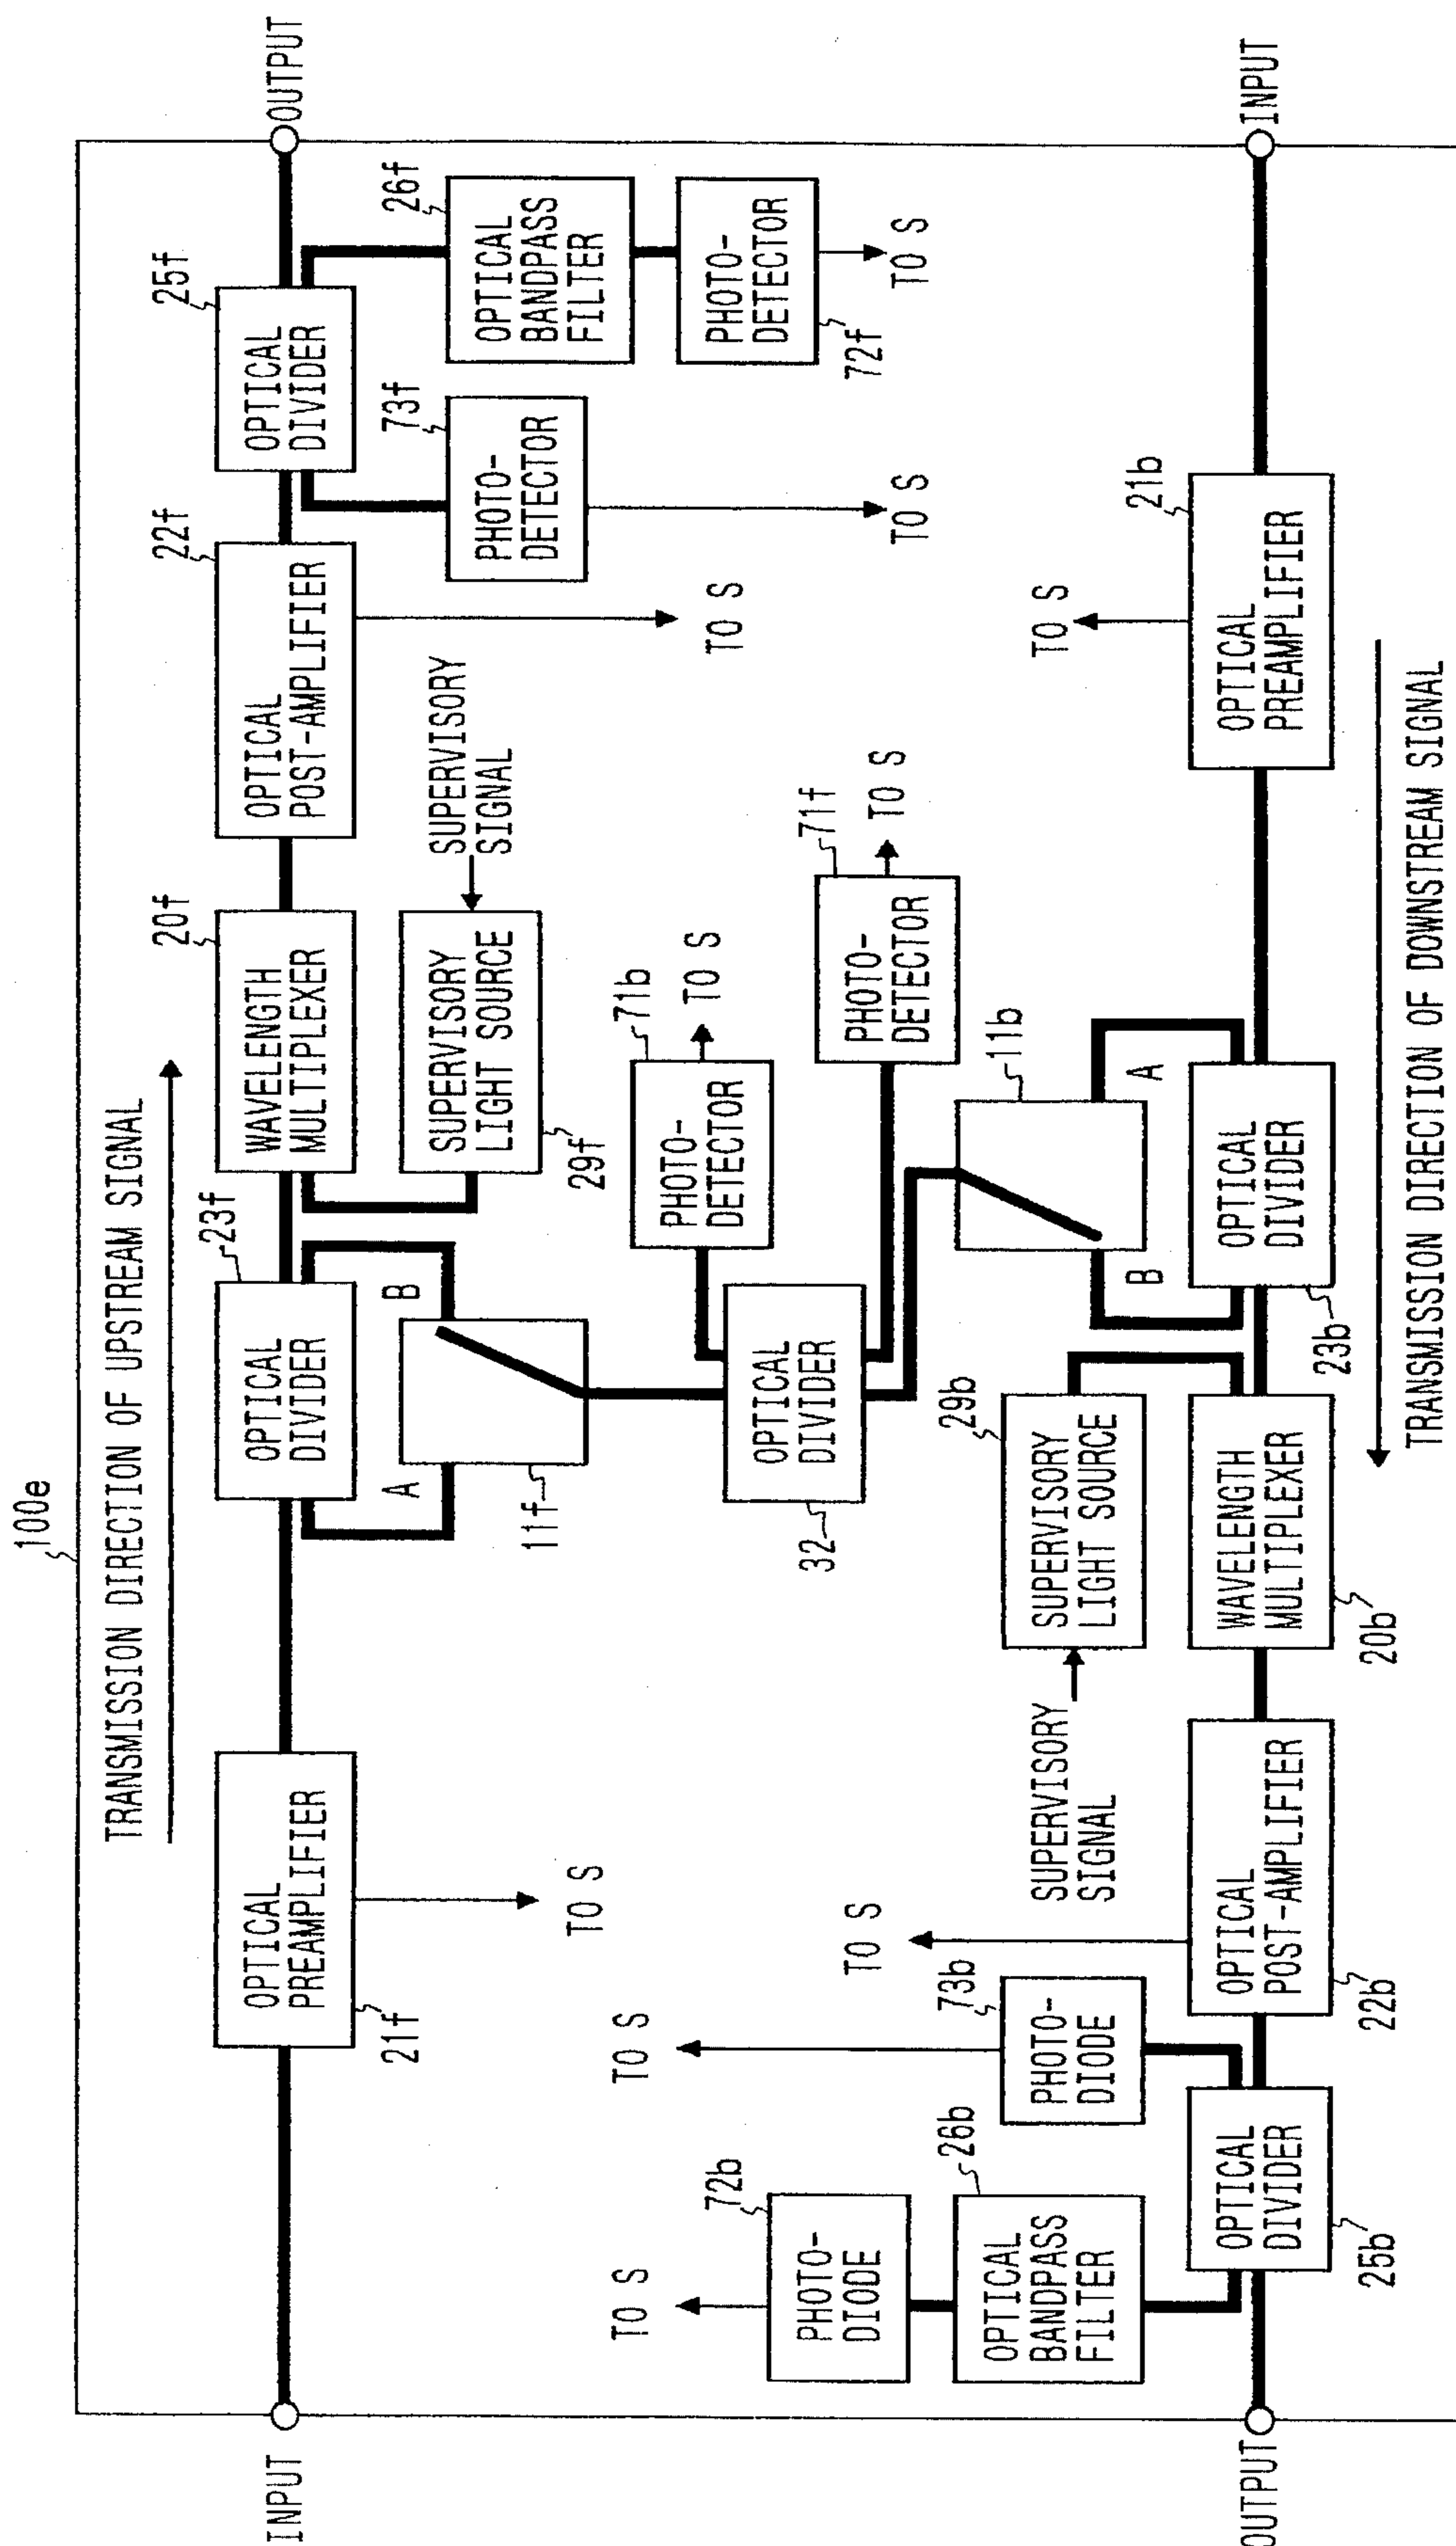 100e
TRANSMISSION DIRECTION OF UPSTREAM SIGNAL
INPUT
OPTICAL
PREAMPLIFIER
21f
TO S
OPTICAL
DIVIDER
23f
A
B
11f
WAVELENGTH
MULTIPLEXER
20f
SUPERVISORY
LIGHT SOURCE
29f
SUPERVISORY
SIGNAL
OPTICAL
POST-AMPLIFIER
22f
TO S
OPTICAL
DIVIDER
25f
PHOTO-
DETECTOR
73f
TO S
OPTICAL
BANDPASS
FILTER
26f
PHOTO-
DETECTOR
72f
TO S
OUTPUT
OPTICAL
DIVIDER
32
PHOTO-
DETECTOR
71b
TO S
PHOTO-
DETECTOR
71f
TO S
OUTPUT
TO S
PHOTO-
DIODE
72b
OPTICAL
BANDPASS
FILTER
26b
OPTICAL
DIVIDER
25b
TO S
PHOTO-
DIODE
73b
TO S
OPTICAL
POST-AMPLIFIER
22b
SUPERVISORY
SIGNAL
SUPERVISORY
LIGHT SOURCE
29b
WAVELENGTH
MULTIPLEXER
20b
11b
B
A
OPTICAL
DIVIDER
23b
TO S
OPTICAL
PREAMPLIFIER
21b
INPUT
TRANSMISSION DIRECTION OF DOWNSTREAM SIGNAL